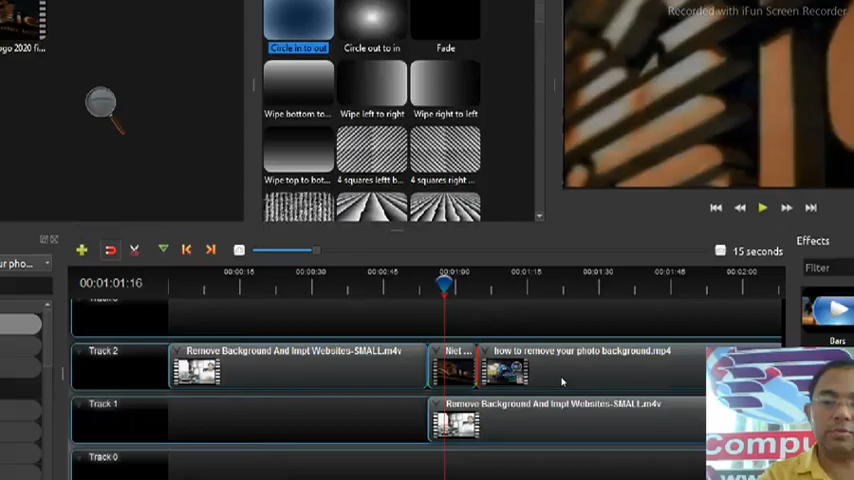 Recorded with iFun Screen Recorder
ogo 2020 fi...
Circle in to out
Circle out to in
Fade
Wipe bottom to...
Wipe left to right
Wipe right to left
Wipe top to bot...
4 squares leftt b...
4 squares right ...
15 seconds
Effects
ur pho...
Filter
00:01:01:16
00:00:15
00:00:30
00:00:45
00:01:00
00:01:15
00:01:30
00:01:45
00:02:00
Bars
Track 2
Remove Background And Impt Websites-SMALL.m4v
Niet ...
how to remove your photo background.mp4
Track 1
Remove Background And Impt Websites-SMALL.m4v
Compu
Track 0